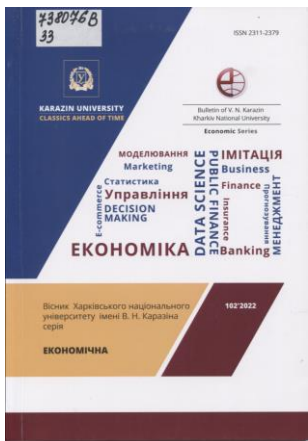 738076 В
33
ISSN 2311-2379
KARAZIN UNIVERSITY
CLASSICS AHEAD OF TIME
Bulletin of V. N. Karazin
Kharkiv National University
Economic Series
МОДЕЛЮВАННЯ
Marketing
Статистика
Управління
E-commerce
DECISION
MAKING
ЕКОНОМІКА
DATA SCIENCE
PUBLIC FINANCE
ІМІТАЦІЯ
Business
Finance
Insurance
Banking
Прогнозування
МЕНЕДЖМЕНТ
Вісник Харківського національного
університету імені В. Н. Каразіна
серія
ЕКОНОМІЧНА
102'2022